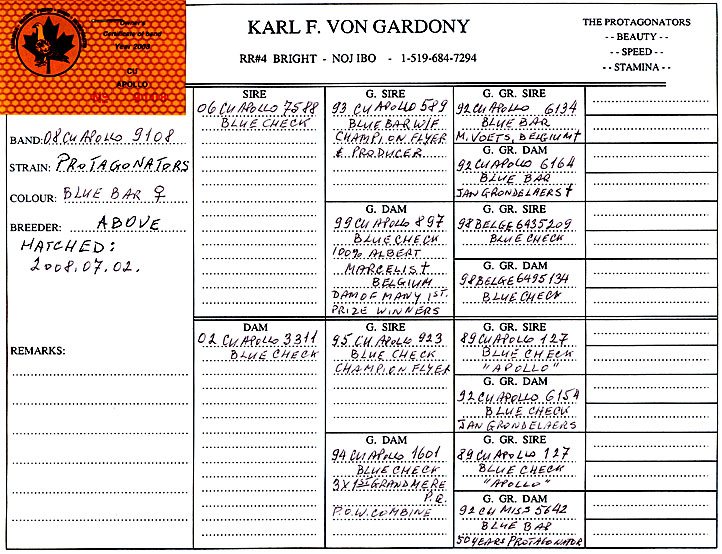 Owner's
Certificate of band
Year 2008
CU
APOLLO
No 9108
KARL F. VON GARDONY
RR#4 BRIGHT - NOJ IBO - 1-519-684-7294
THE PROTAGONATORS
- - BEAUTY - -
- - SPEED - -
- - STAMINA - -
BAND: 08 CU APOLLO 9108
STRAIN: PROTAGONATORS
COLOUR: BLUE BAR ♀
BREEDER: ABOVE
HATCHED:
2008.07.02.
REMARKS:
SIRE
06 CU APOLLO 7588
BLUE CHECK
DAM
02 CU APOLLO 3311
BLUE CHECK
G. SIRE
93 CU APOLLO 589
BLUE BAR W/F
CHAMPION FLYER
& PRODUCER
G. DAM
99 CU APOLLO 897
BLUE CHECK
100% ALBERT
MARCELIS †
BELGIUM
DAM OF MANY 1ST.
PRIZE WINNERS
G. SIRE
95 CU APOLLO 923
BLUE CHECK
CHAMPION FLYER
G. DAM
94 CU APOLLO 1601
BLUE CHECK
3X1ST GRANDMERE
P.Q.
P.O.W. COMBINE
G. GR. SIRE
92 CU APOLLO 6134
BLUE BAR
M. VOETS, BELGIUM †
G. GR. DAM
92 CU APOLLO 6164
BLUE BAR
JAN GRONDELAERS †
G. GR. SIRE
98 BELGE 6435209
BLUE CHECK
G. GR. DAM
98 BELGE 6495134
BLUE CHECK
G. GR. SIRE
89 CU APOLLO 127
BLUE CHECK
"APOLLO"
G. GR. DAM
92 CU APOLLO 6154
BLUE CHECK
JAN GRONDELAERS
G. GR. SIRE
89 CU APOLLO 127
BLUE CHECK
"APOLLO"
G. GR. DAM
92 CU MISS 5642
BLUE BAR
50 YEARS PROTAGONATOR